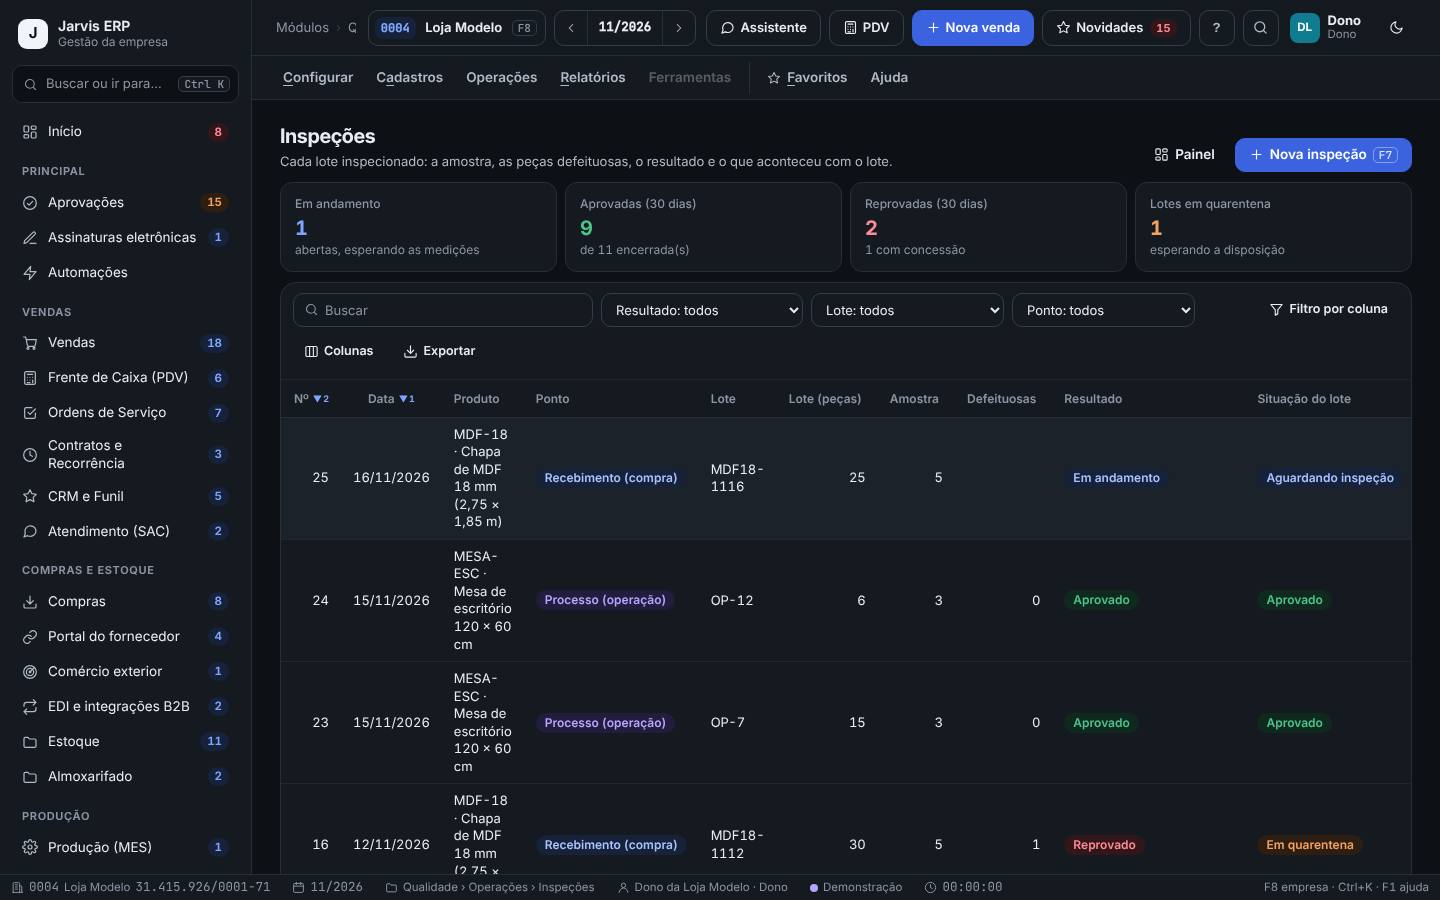 J
Jarvis ERP
Gestão da empresa
Buscar ou ir para... Ctrl K
Início 8
PRINCIPAL
Aprovações 15
Assinaturas eletrônicas 1
Automações
VENDAS
Vendas 18
Frente de Caixa (PDV) 6
Ordens de Serviço 7
Contratos e
Recorrência 3
CRM e Funil 5
Atendimento (SAC) 2
COMPRAS E ESTOQUE
Compras 8
Portal do fornecedor 4
Comércio exterior 1
EDI e integrações B2B 2
Estoque 11
Almoxarifado 2
PRODUÇÃO
Produção (MES) 1
Módulos › 0004 Loja Modelo F8 ‹ 11/2026 › Assistente PDV + Nova venda Novidades 15 ? DL Dono
Dono
Configurar Cadastros Operações Relatórios Ferramentas Favoritos Ajuda
Inspeções
Cada lote inspecionado: a amostra, as peças defeituosas, o resultado e o que aconteceu com o lote.
Painel + Nova inspeção F7
Em andamento
1
abertas, esperando as medições
Aprovadas (30 dias)
9
de 11 encerrada(s)
Reprovadas (30 dias)
2
1 com concessão
Lotes em quarentena
1
esperando a disposição
Buscar Resultado: todos Lote: todos Ponto: todos Filtro por coluna
Colunas Exportar
Nº ▼2 Data ▼1 Produto Ponto Lote Lote (peças) Amostra Defeituosas Resultado Situação do lote
MDF-18
· Chapa
de MDF
18 mm
(2,75 ×
1,85 m)
25 16/11/2026 Recebimento (compra) MDF18-
1116 25 5 Em andamento Aguardando inspeção
MESA-
ESC ·
Mesa de
escritório
120 × 60
cm
24 15/11/2026 Processo (operação) OP-12 6 3 0 Aprovado Aprovado
MESA-
ESC ·
Mesa de
escritório
120 × 60
cm
23 15/11/2026 Processo (operação) OP-7 15 3 0 Aprovado Aprovado
MDF-18
· Chapa
de MDF
18 mm
(2,75 ×
16 12/11/2026 Recebimento (compra) MDF18-
1112 30 5 1 Reprovado Em quarentena
0004 Loja Modelo 31.415.926/0001-71 11/2026 Qualidade › Operações › Inspeções Dono da Loja Modelo · Dono Demonstração 00:00:00 F8 empresa · Ctrl+K · F1 ajuda